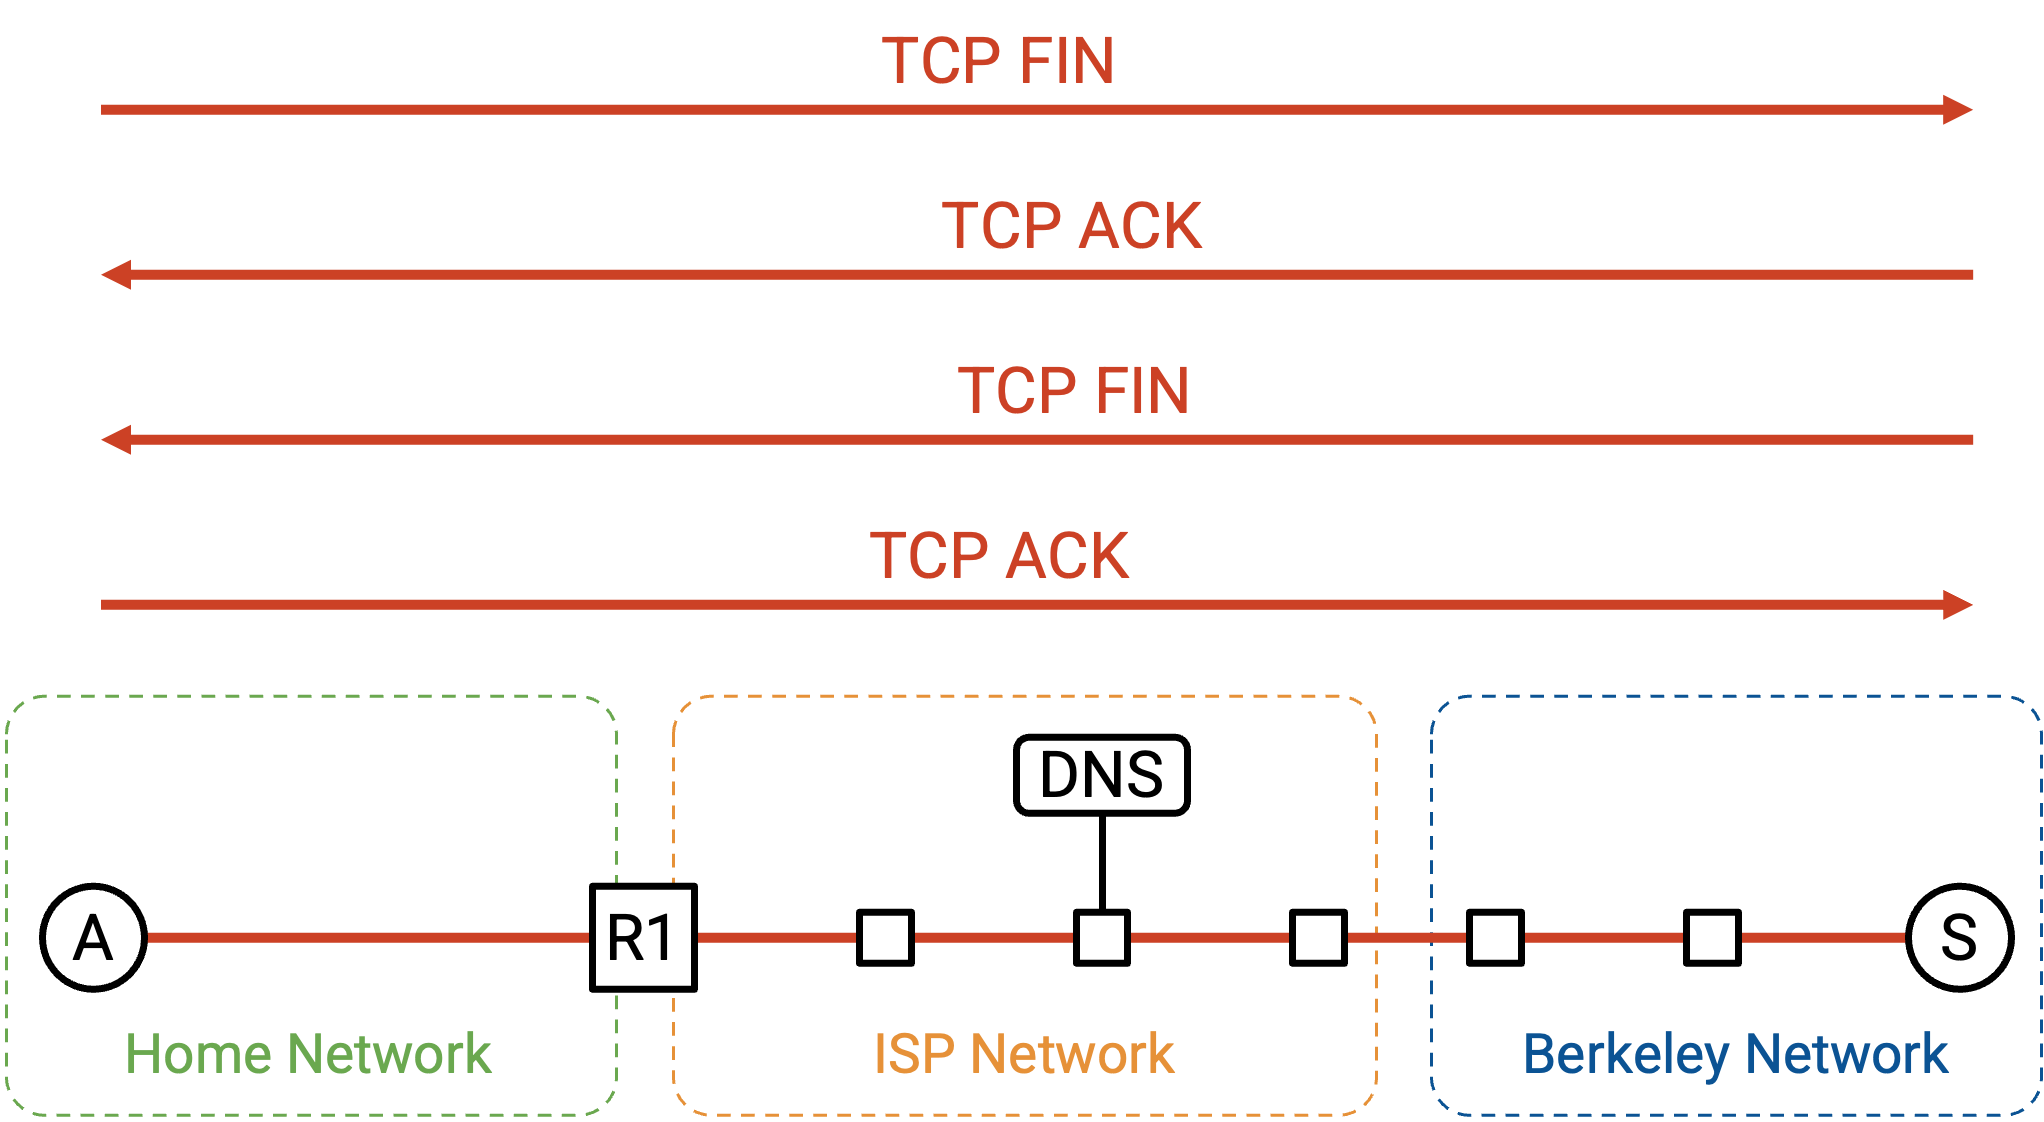 TCP FIN
TCP ACK
TCP FIN
TCP ACK
DNS
A
R1
S
Home Network
ISP Network
Berkeley Network